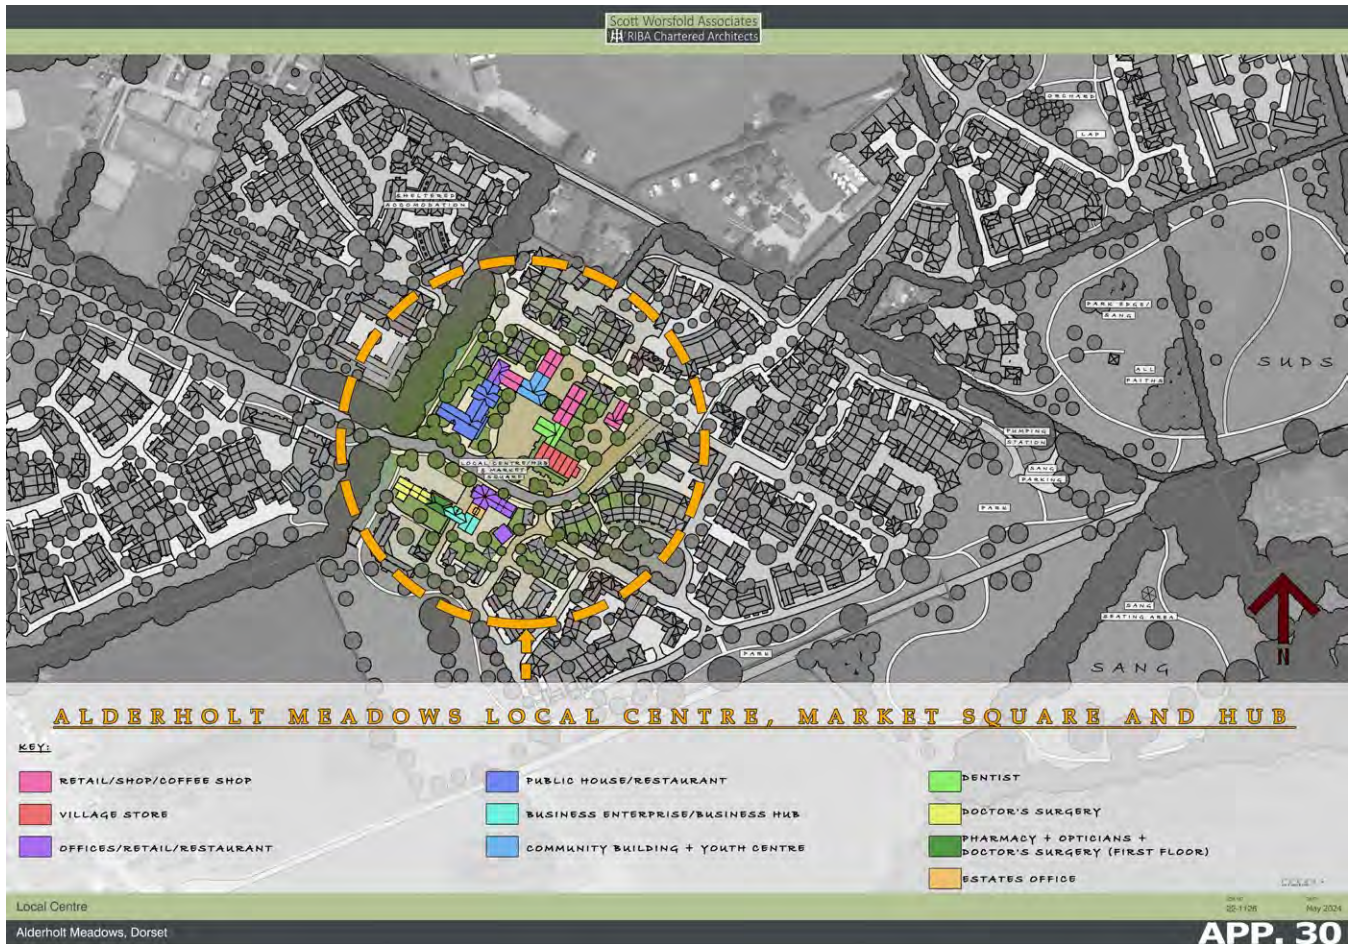 Scott Worsfold Associates
RIBA Chartered Architects
ORCHARD
LAP
SHELTERED
ACCOMODATION
PARK EDGE/
SANG
ALL
FAITHS
SUDS
PUMPING
STATION
SANG
PARKING
LOCAL CENTRE/HUB
& MARKET
SQUARE
PARK
SANG
SEATING AREA
PARK
SANG
N
ALDERHOLT MEADOWS LOCAL CENTRE, MARKET SQUARE AND HUB
KEY:
RETAIL/SHOP/COFFEE SHOP
VILLAGE STORE
OFFICES/RETAIL/RESTAURANT
PUBLIC HOUSE/RESTAURANT
BUSINESS ENTERPRISE/BUSINESS HUB
COMMUNITY BUILDING + YOUTH CENTRE
DENTIST
DOCTOR'S SURGERY
PHARMACY + OPTICIANS +
DOCTOR'S SURGERY (FIRST FLOOR)
ESTATES OFFICE
Local Centre
22-1126
May 2024
Alderholt Meadows, Dorset
APP. 30